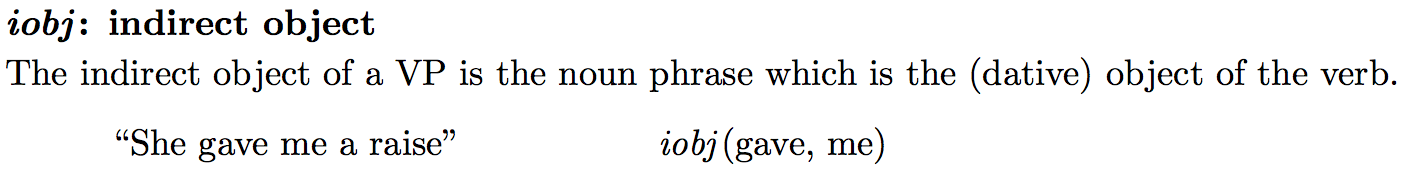 iobj: indirect object
The indirect object of a VP is the noun phrase which is the (dative) object of the verb.
“She gave me a raise” iobj(gave, me)